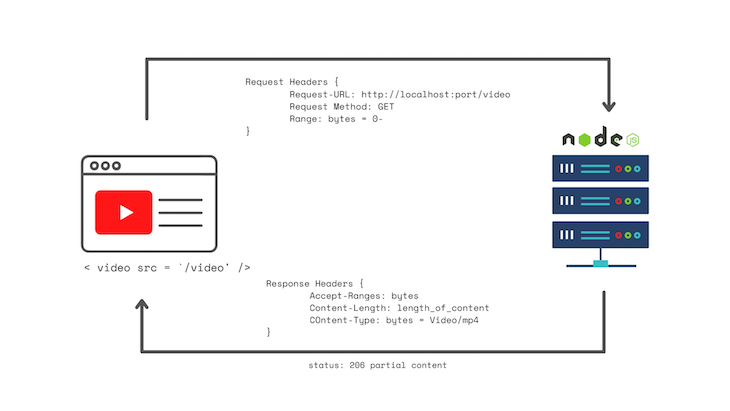 Request Headers {
Request-URL: http://localhost:port/video
Request Method: GET
Range: bytes = 0-
}
node
JS
< video src = `/video' />
Response Headers {
Accept-Ranges: bytes
Content-Length: length_of_content
COntent-Type: bytes = Video/mp4
}
status: 206 partial content